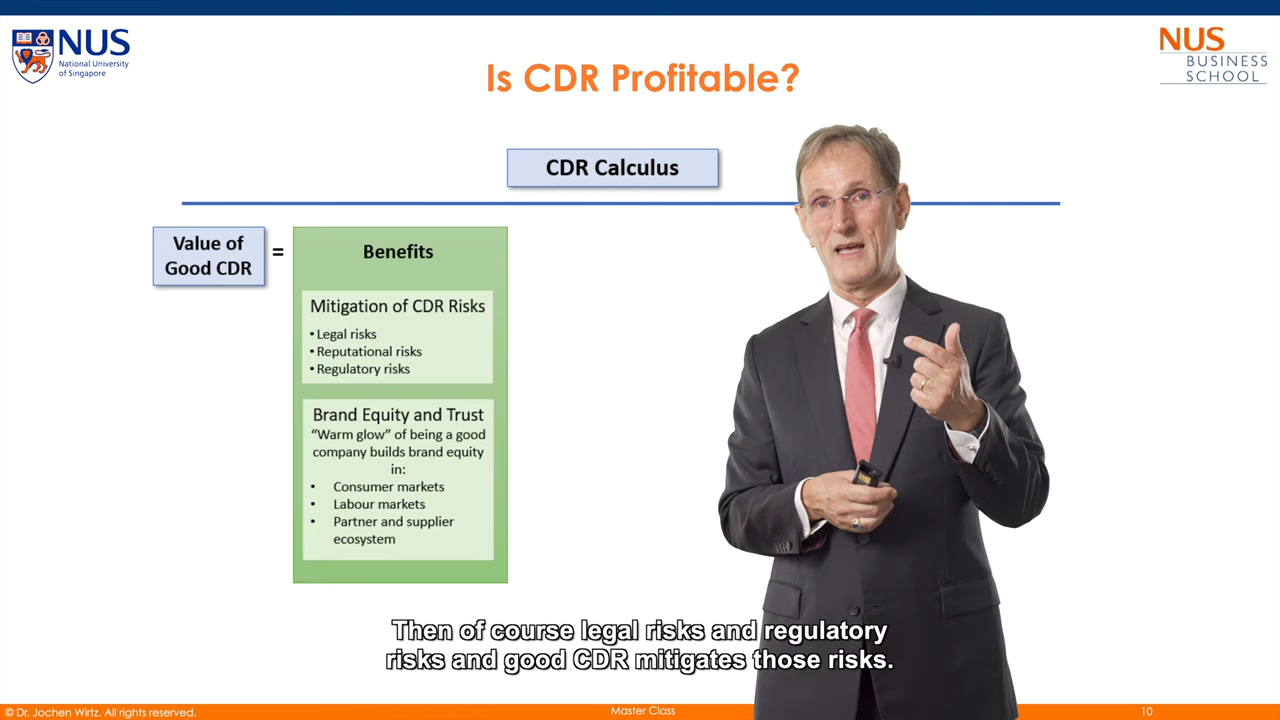 NUS
National University
of Singapore
Is CDR Profitable?
NUS
BUSINESS
SCHOOL
CDR Calculus
Value of
Good CDR
=
Benefits
Mitigation of CDR Risks
• Legal risks
• Reputational risks
• Regulatory risks
Brand Equity and Trust
“Warm glow” of being a good
company builds brand equity
in:
• Consumer markets
• Labour markets
• Partner and supplier
ecosystem
Then of course legal risks and regulatory
risks and good CDR mitigates those risks.
© Dr. Jochen Wirtz. All rights reserved.
Master Class
10